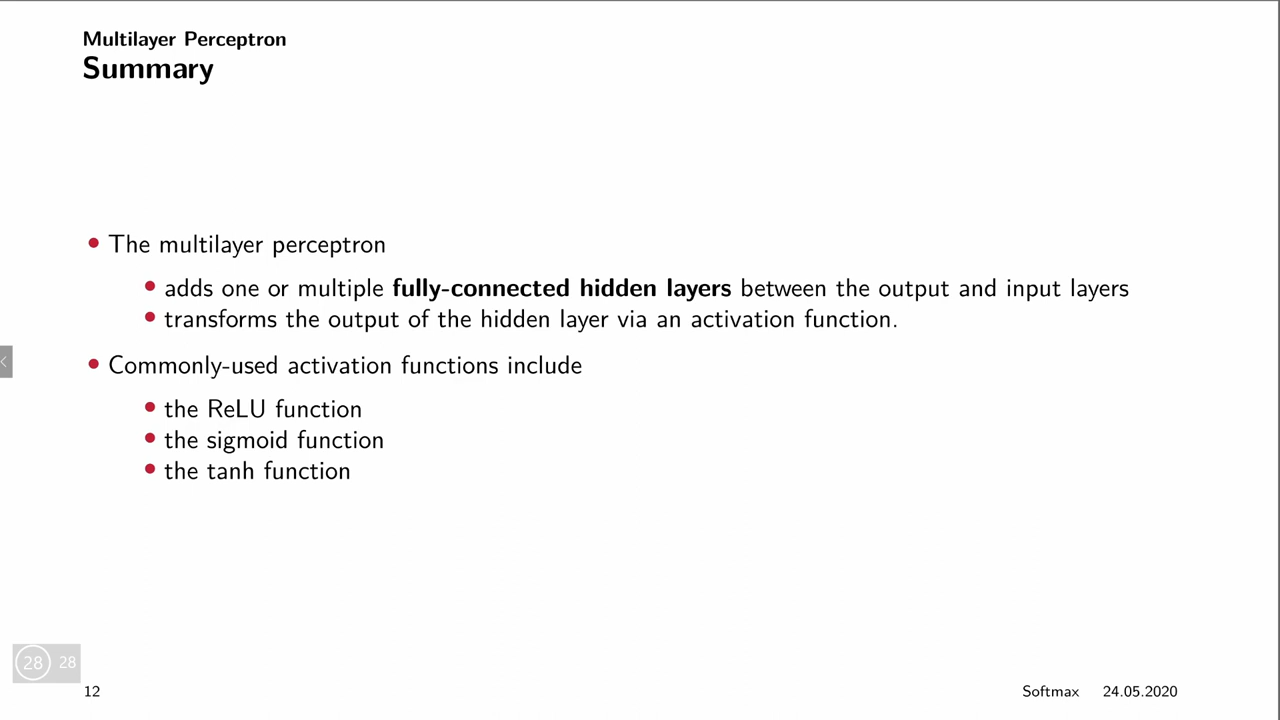 Multilayer Perceptron
Summary
• The multilayer perceptron
• adds one or multiple fully-connected hidden layers between the output and input layers
• transforms the output of the hidden layer via an activation function.
• Commonly-used activation functions include
• the ReLU function
• the sigmoid function
• the tanh function
28 28
12 Softmax 24.05.2020